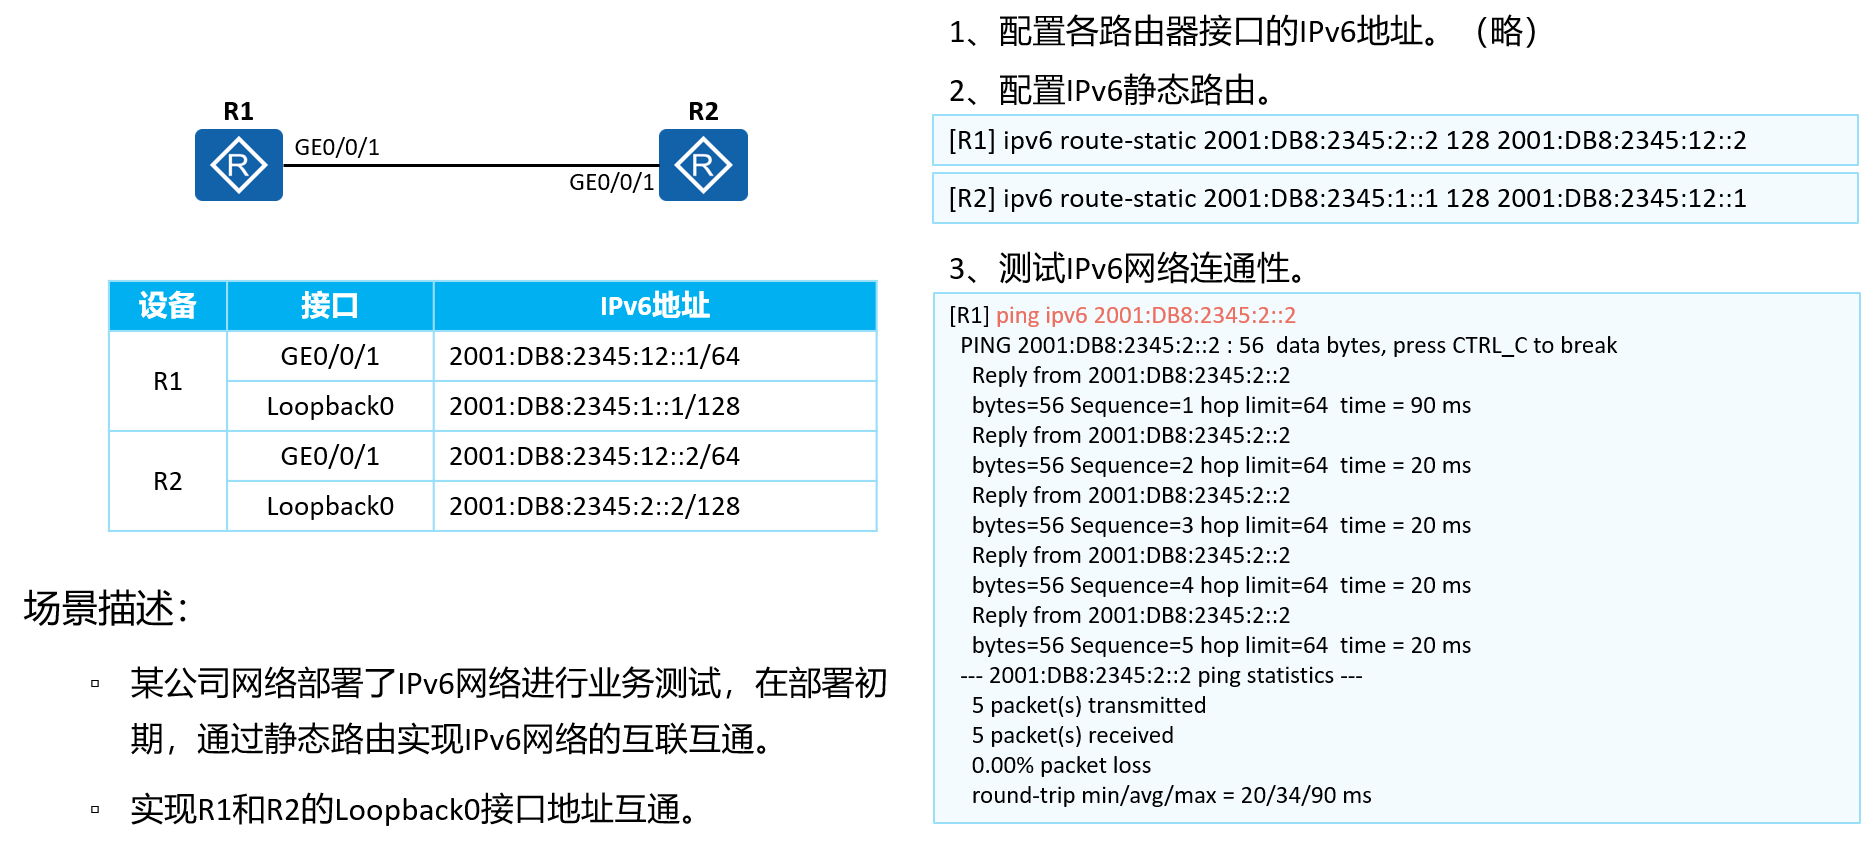 R1
R2
GE0/0/1
GE0/0/1
R
R
设备 接口 IPv6地址
R1 GE0/0/1 2001:DB8:2345:12::1/64
Loopback0 2001:DB8:2345:1::1/128
R2 GE0/0/1 2001:DB8:2345:12::2/64
Loopback0 2001:DB8:2345:2::2/128
场景描述：
▫ 某公司网络部署了IPv6网络进行业务测试，在部署初
期，通过静态路由实现IPv6网络的互联互通。
▫ 实现R1和R2的Loopback0接口地址互通。
1、配置各路由器接口的IPv6地址。（略）
2、配置IPv6静态路由。
[R1] ipv6 route-static 2001:DB8:2345:2::2 128 2001:DB8:2345:12::2
[R2] ipv6 route-static 2001:DB8:2345:1::1 128 2001:DB8:2345:12::1
3、测试IPv6网络连通性。
[R1] ping ipv6 2001:DB8:2345:2::2
PING 2001:DB8:2345:2::2 : 56  data bytes, press CTRL_C to break
Reply from 2001:DB8:2345:2::2
bytes=56 Sequence=1 hop limit=64  time = 90 ms
Reply from 2001:DB8:2345:2::2
bytes=56 Sequence=2 hop limit=64  time = 20 ms
Reply from 2001:DB8:2345:2::2
bytes=56 Sequence=3 hop limit=64  time = 20 ms
Reply from 2001:DB8:2345:2::2
bytes=56 Sequence=4 hop limit=64  time = 20 ms
Reply from 2001:DB8:2345:2::2
bytes=56 Sequence=5 hop limit=64  time = 20 ms
--- 2001:DB8:2345:2::2 ping statistics ---
5 packet(s) transmitted
5 packet(s) received
0.00% packet loss
round-trip min/avg/max = 20/34/90 ms